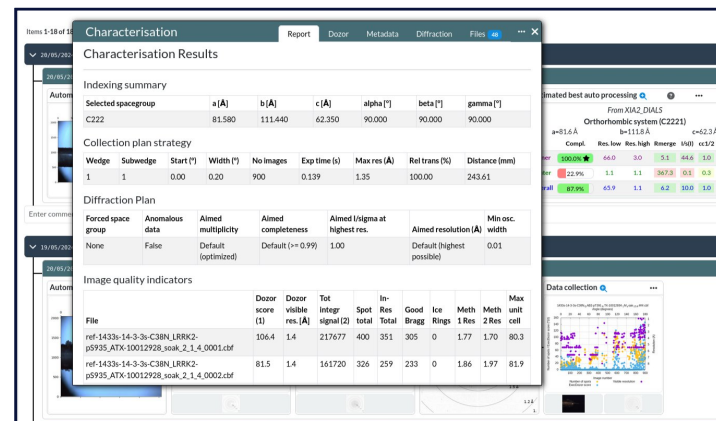 Items 1-18 of 18
Characterisation
Report
Dozor
Metadata
Diffraction
Files 48
Characterisation Results
Indexing summary
Selected spacegroup a [Å] b [Å] c [Å] alpha [°] beta [°] gamma [°]
C222 81.580 111.440 62.350 90.000 90.000 90.000
Collection plan strategy
Wedge Subwedge Start (°) Width (°) No images Exp time (s) Max res (Å) Rel trans (%) Distance (mm)
1 1 0.00 0.20 900 0.139 1.35 100.00 243.61
Diffraction Plan
Forced space group Anomalous data Aimed multiplicity Aimed completeness Aimed I/sigma at highest res. Aimed resolution (Å) Min osc. width
None False Default (optimized) Default (>= 0.99) 1.00 Default (highest possible) 0.01
Image quality indicators
File Dozor score (1) Dozor visible res. [Å] Tot integr signal (2) Spot total In-Res Total Good Bragg Ice Rings Meth 1 Res Meth 2 Res Max unit cell
ref-1433s-14-3-3s-C38N_LRRK2-pS935_ATX-10012928_soak_2_1_4_0001.cbf 106.4 1.4 217677 400 351 305 0 1.77 1.70 80.3
ref-1433s-14-3-3s-C38N_LRRK2-pS935_ATX-10012928_soak_2_1_4_0002.cbf 81.5 1.4 161720 326 259 233 0 1.86 1.97 81.9
20/05/202
20/05/202
Autom
Enter comme
19/05/202
20/05/20
Autom
imated best auto processing
From XIA2_DIALS
Orthorhombic system (C2221)
a=81.6 Å b=111.8 Å c=62.3 Å
Compl. Res. low Res. high Rmerge I/s(I) cc1/2
ner 100.0% 66.0 3.0 5.1 44.6 1.0
ter 22.9% 1.1 1.1 367.3 0.1 0.3
rall 87.9% 65.9 1.1 6.2 10.0 1.0
Data collection
Image number
1.2 Å